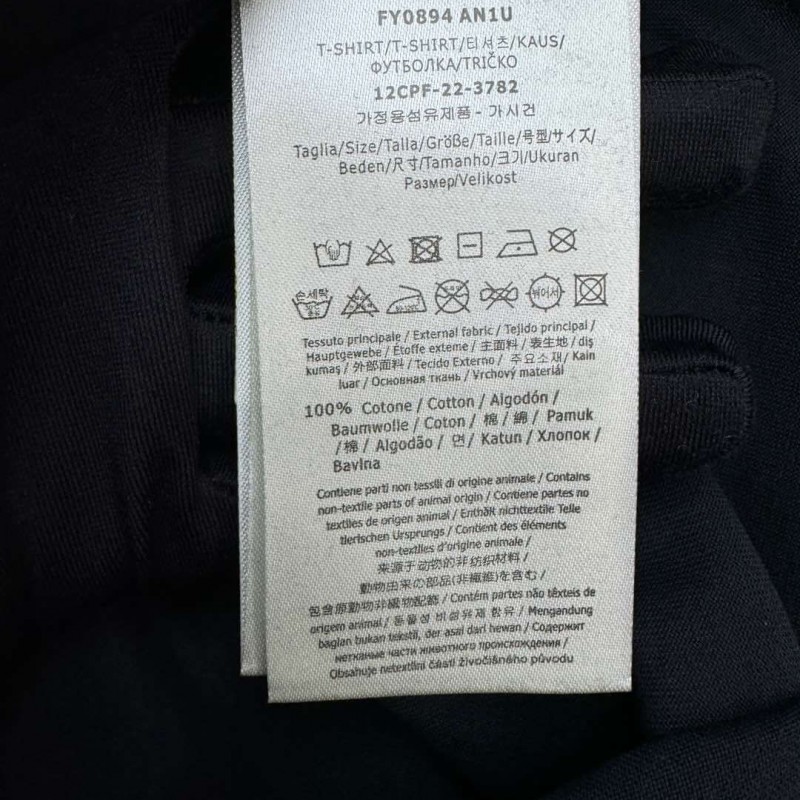 FY0894 AN1U
T-SHIRT/T-SHIRT/티셔츠/KAUS/
ФУТБОЛКА/TRIČKO
12CPF-22-3782
가정용섬유제품 - 가시건
Taglia/Size/Talla/Größe/Taille/号型/サイズ/
Beden/尺寸/Tamanho/크기/Ukuran
Размер/Velikost
손세탁
뉘어서
Tessuto principale / External fabric / Tejido principal /
Hauptgewebe / Étoffe externe / 主面料 / 表生地 / dış
kumaş / 外部面料 / Tecido Externo / 주요소재 / Kain
luar / Основная ткань / Vrchový materiál
100% Cotone / Cotton / Algodón /
Baumwolle / Coton / 棉 / 綿 / Pamuk
/ 棉 / Algodão / 면 / Katun / Хлопок /
Bavlna
Contiene parti non tessili di origine animale / Contains
non-textile parts of animal origin / Contiene partes no
textiles de origen animal / Enthält nichttextile Teile
tierischen Ursprungs / Contient des éléments
non-textiles d'origine animale /
来源于动物的非纺织材料 /
動物由来の部品(非繊維)を含む /
包含原動物非織物配飾 / Contém partes não têxteis de
origem animal / 동물성 비섬유제 함유 / Mengandung
bagian bukan tekstil, der asal dari hewan / Содержит
нетканые части животного происхождения /
Obsahuje netextilní části živočišného původu